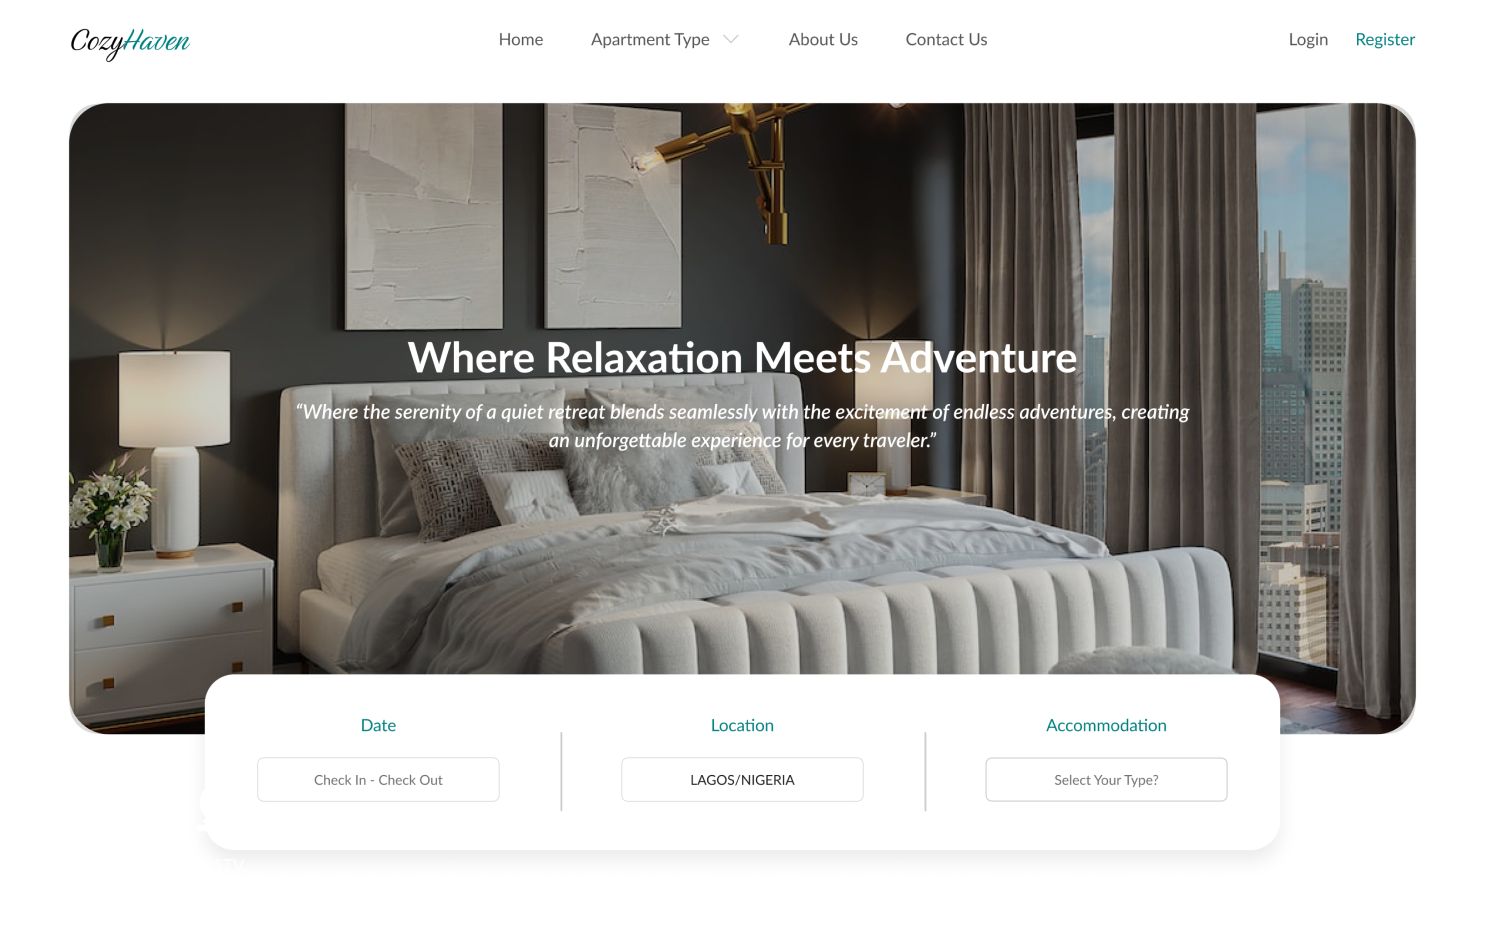 CozyHaven
Home
Apartment Type
About Us
Contact Us
Login
Register
Where Relaxation Meets Adventure
“Where the serenity of a quiet retreat blends seamlessly with the excitement of endless adventures, creating
an unforgettable experience for every traveler.”
Date
Location
Accommodation
Check In - Check Out
LAGOS/NIGERIA
Select Your Type?